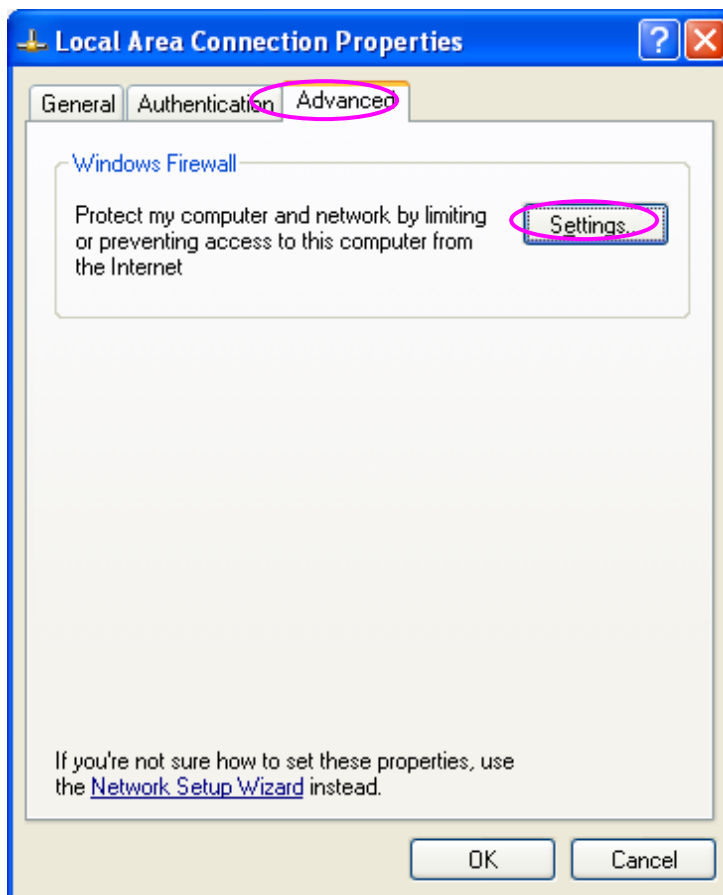 Local Area Connection Properties
General Authentication Advanced
Windows Firewall
Protect my computer and network by limiting
or preventing access to this computer from
the Internet
Settings...
If you're not sure how to set these properties, use
the Network Setup Wizard instead.
OK Cancel